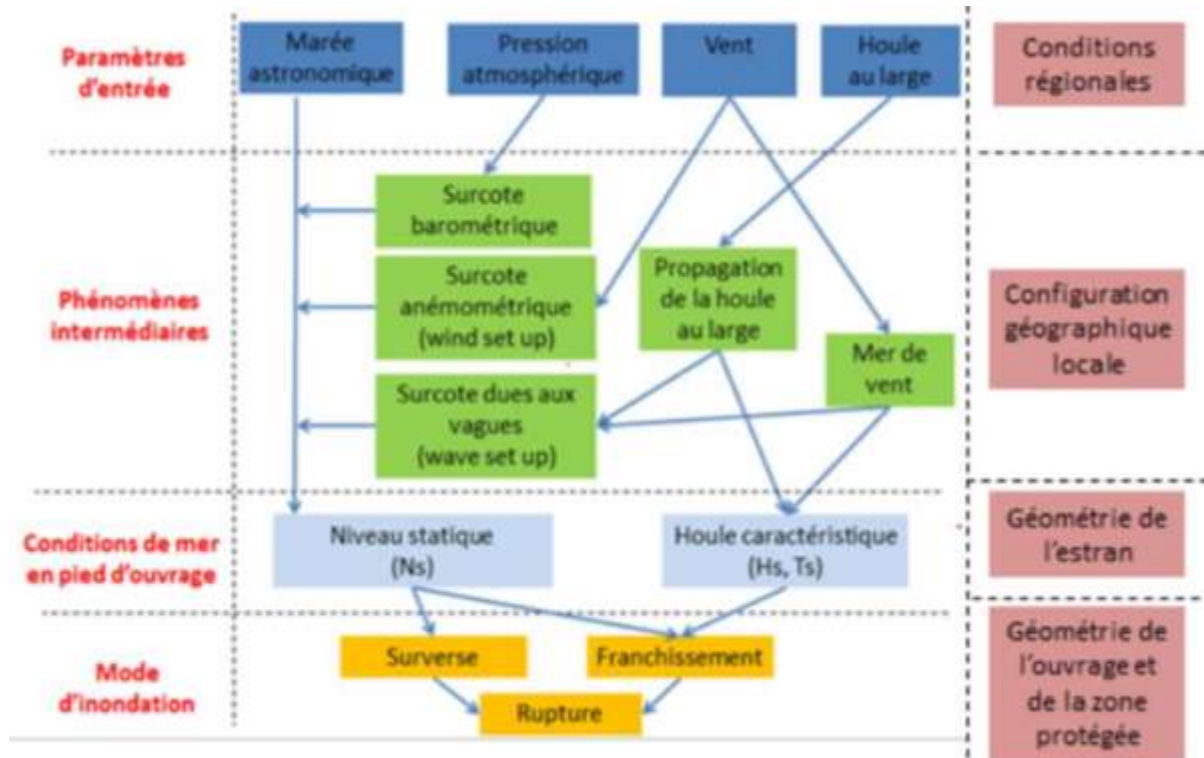 Paramètres
d'entrée
Marée
astronomique
Pression
atmosphérique
Vent
Houle
au large
Conditions
régionales
Phénomènes
intermédiaires
Surcote
barométrique
Surcote
anémométrique
(wind set up)
Surcote dues aux
vagues
(wave set up)
Propagation
de la houle
au large
Mer de
vent
Configuration
géographique
locale
Conditions de mer
en pied d'ouvrage
Niveau statique
(Ns)
Houle caractéristique
(Hs, Ts)
Géométrie de
l'estran
Mode
d'inondation
Surverse
Franchissement
Rupture
Géométrie de
l'ouvrage et
de la zone
protégée